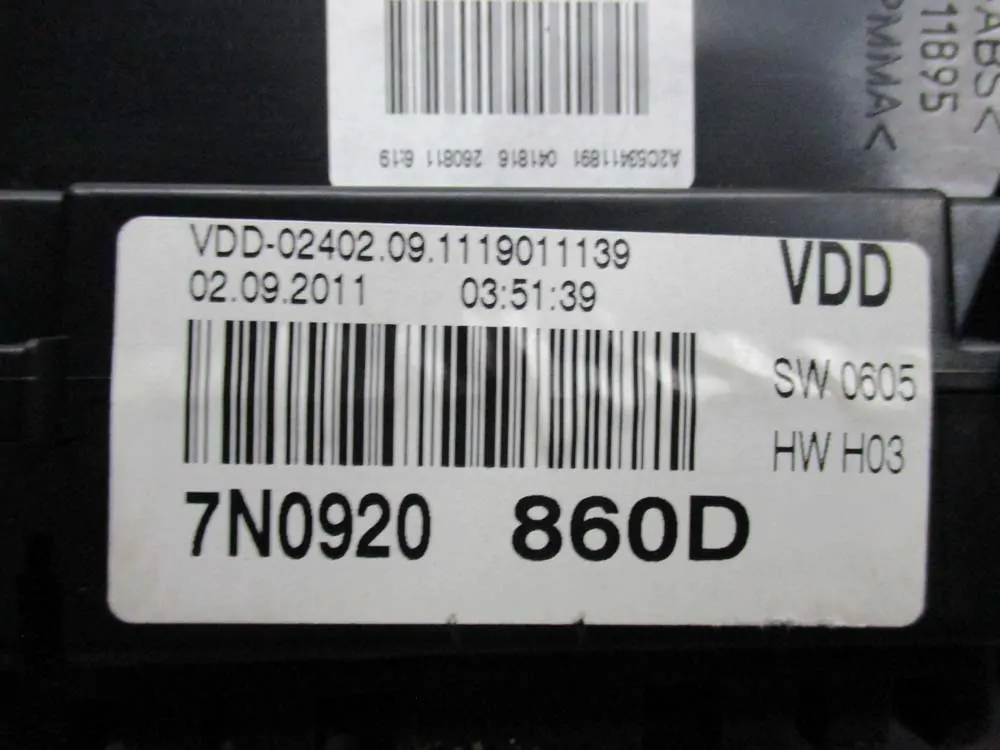 A2C53411891 041816 260811 6:19
>ABS<
11895
PMMA<
VDD-02402.09.1119011139
02.09.2011 03:51:39
VDD
SW 0605
HW H03
7N0920 860D